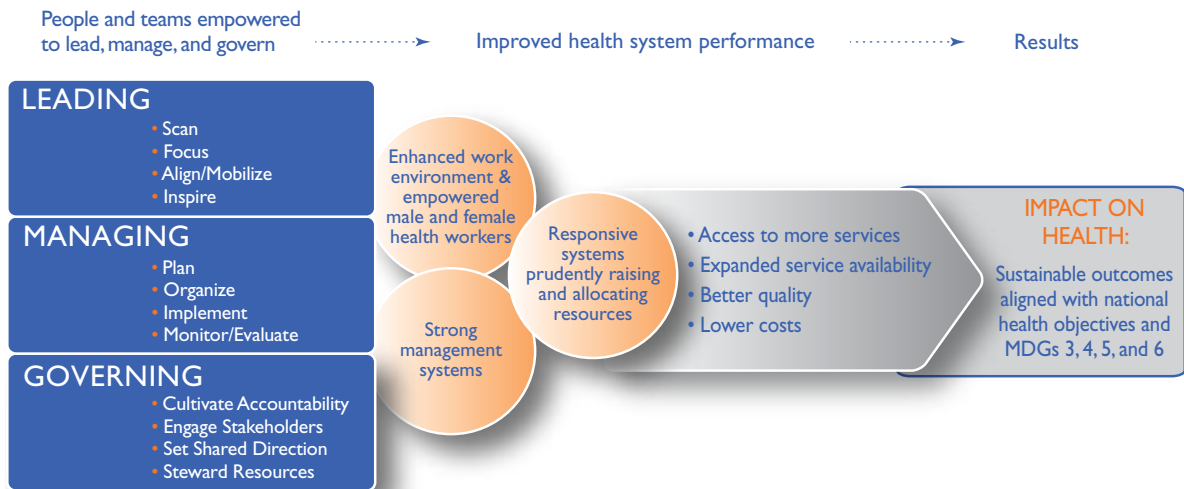 People and teams empowered
to lead, manage, and govern
Improved health system performance
Results
LEADING
• Scan
• Focus
• Align/Mobilize
• Inspire
MANAGING
• Plan
• Organize
• Implement
• Monitor/Evaluate
GOVERNING
• Cultivate Accountability
• Engage Stakeholders
• Set Shared Direction
• Steward Resources
Enhanced work
environment &
empowered
male and female
health workers
Strong
management
systems
Responsive
systems
prudently raising
and allocating
resources
• Access to more services
• Expanded service availability
• Better quality
• Lower costs
IMPACT ON
HEALTH:
Sustainable outcomes
aligned with national
health objectives and
MDGs 3, 4, 5, and 6